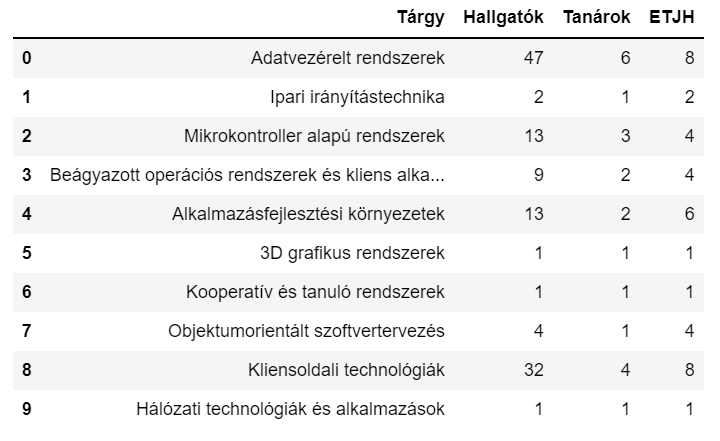 Tárgy Hallgatók Tanárok ETJH
0 Adatvezérelt rendszerek 47 6 8
1 Ipari irányítástechnika 2 1 2
2 Mikrokontroller alapú rendszerek 13 3 4
3 Beágyazott operációs rendszerek és kliens alka... 9 2 4
4 Alkalmazásfejlesztési környezetek 13 2 6
5 3D grafikus rendszerek 1 1 1
6 Kooperatív és tanuló rendszerek 1 1 1
7 Objektumorientált szoftvertervezés 4 1 4
8 Kliensoldali technológiák 32 4 8
9 Hálózati technológiák és alkalmazások 1 1 1